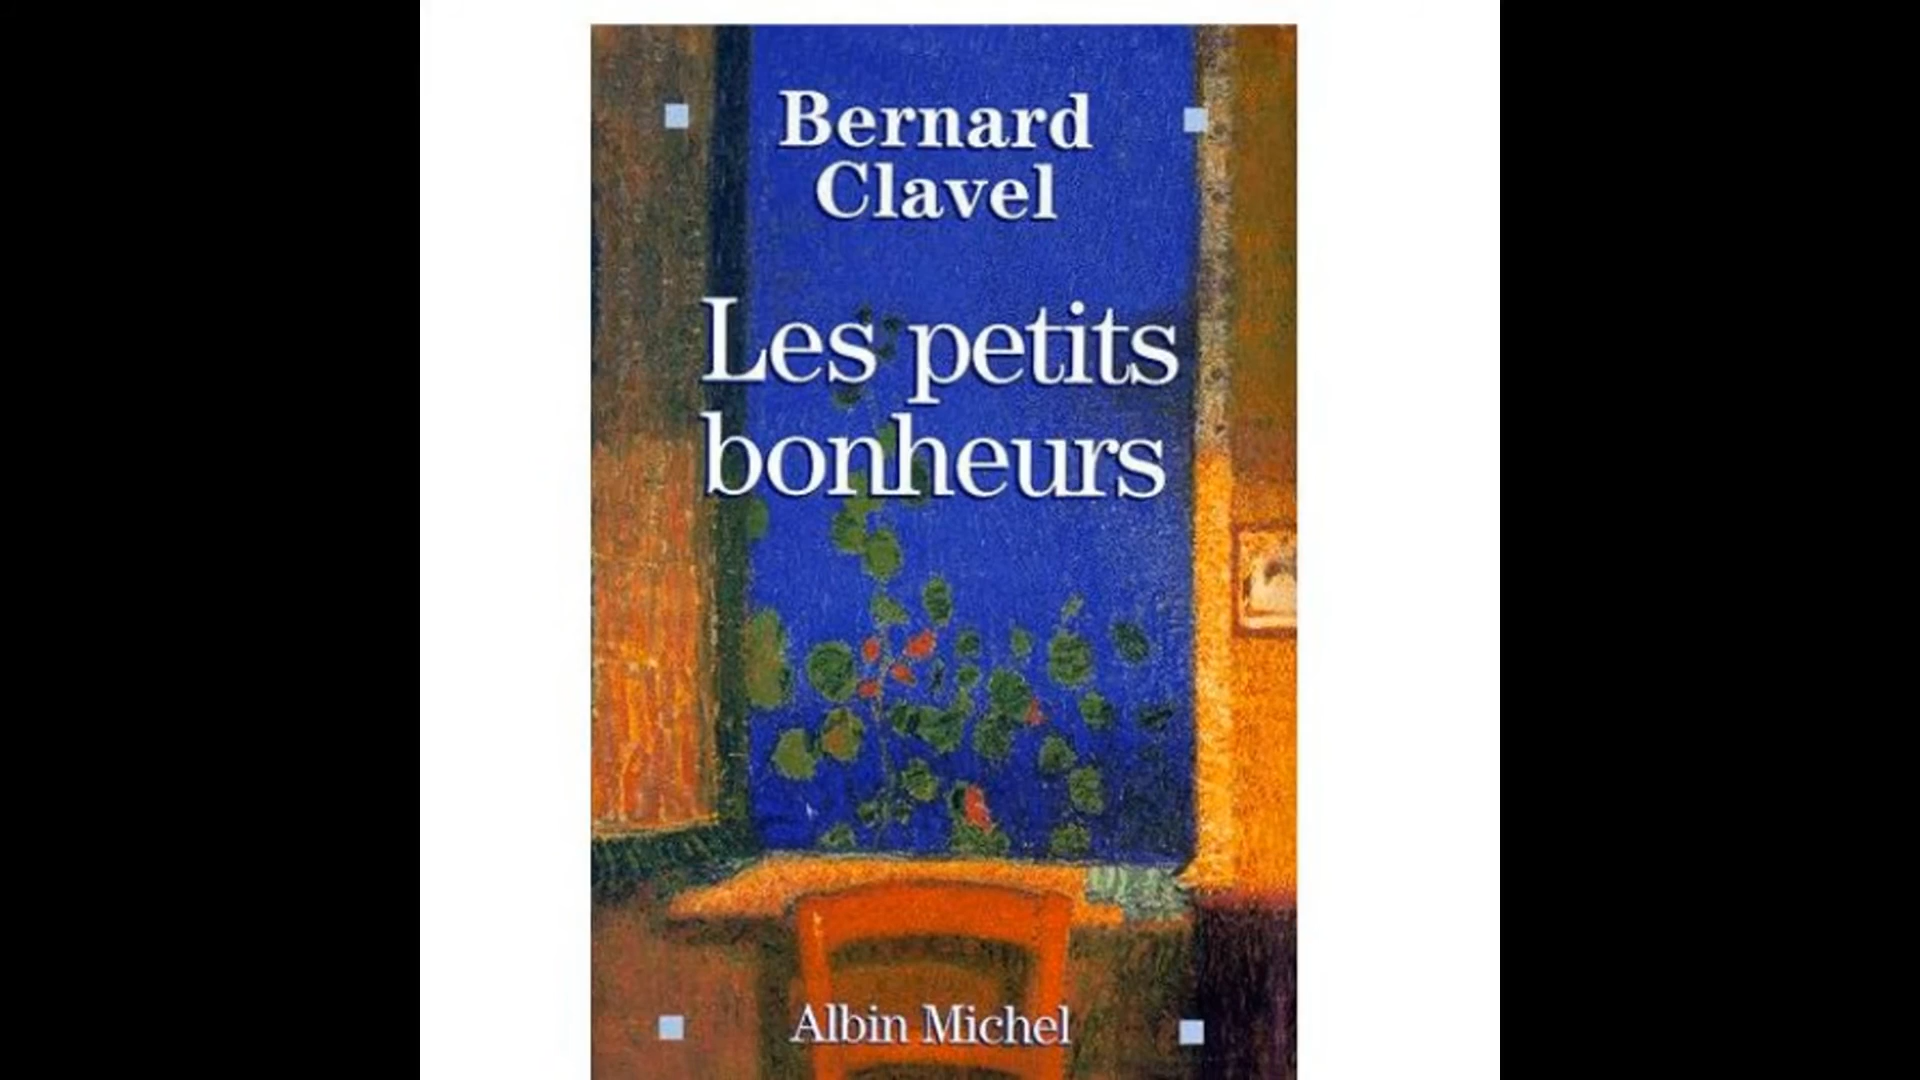 Bernard
Clavel
Les petits
bonheurs
Albin Michel